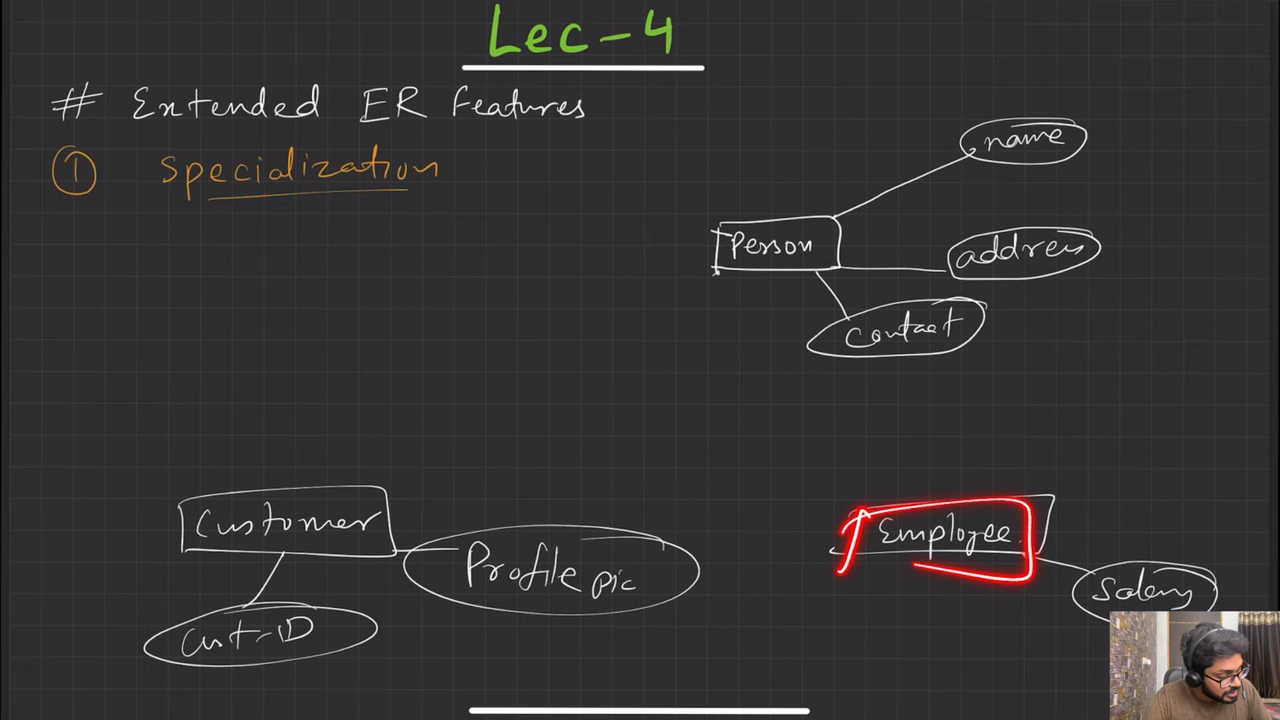 Lec-4
# Extended ER Features
① Specialization
name
Person
address
contact
Customer
Profile pic
Cust-ID
Employee
Salary